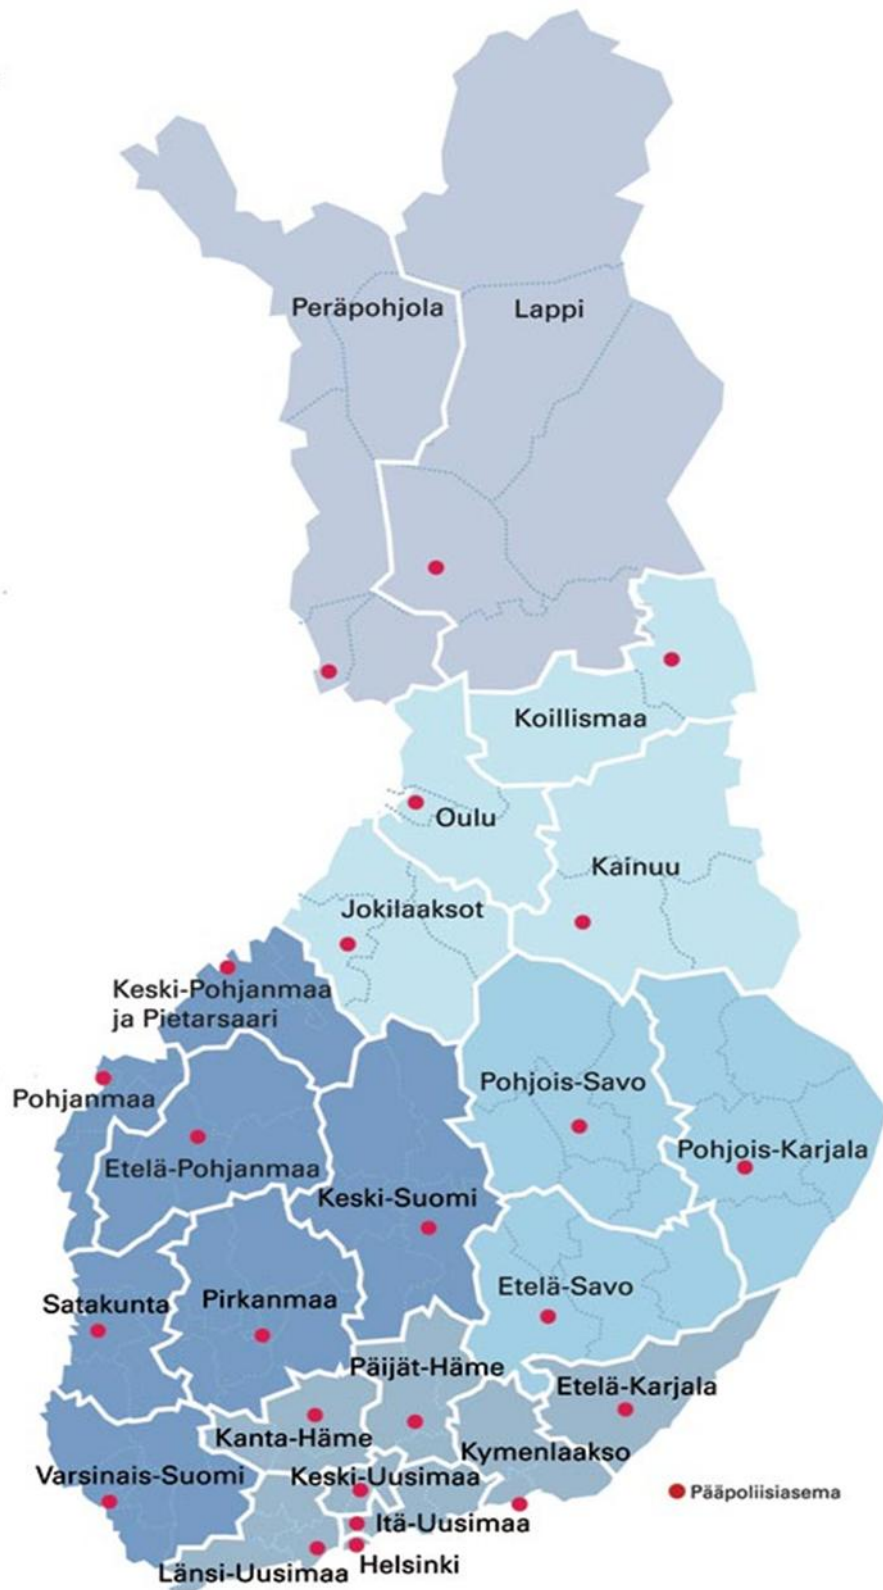 Peräpohjola
Lappi
Koillismaa
Oulu
Kainuu
Jokilaaksot
Keski-Pohjanmaa
ja Pietarsaari
Pohjois-Savo
Pohjanmaa
Pohjois-Karjala
Etelä-Pohjanmaa
Keski-Suomi
Etelä-Savo
Satakunta
Pirkanmaa
Päijät-Häme
Etelä-Karjala
Kanta-Häme
Kymenlaakso
Varsinais-Suomi
Keski-Uusimaa
Pääpoliisiasema
Itä-Uusimaa
Helsinki
Länsi-Uusimaa